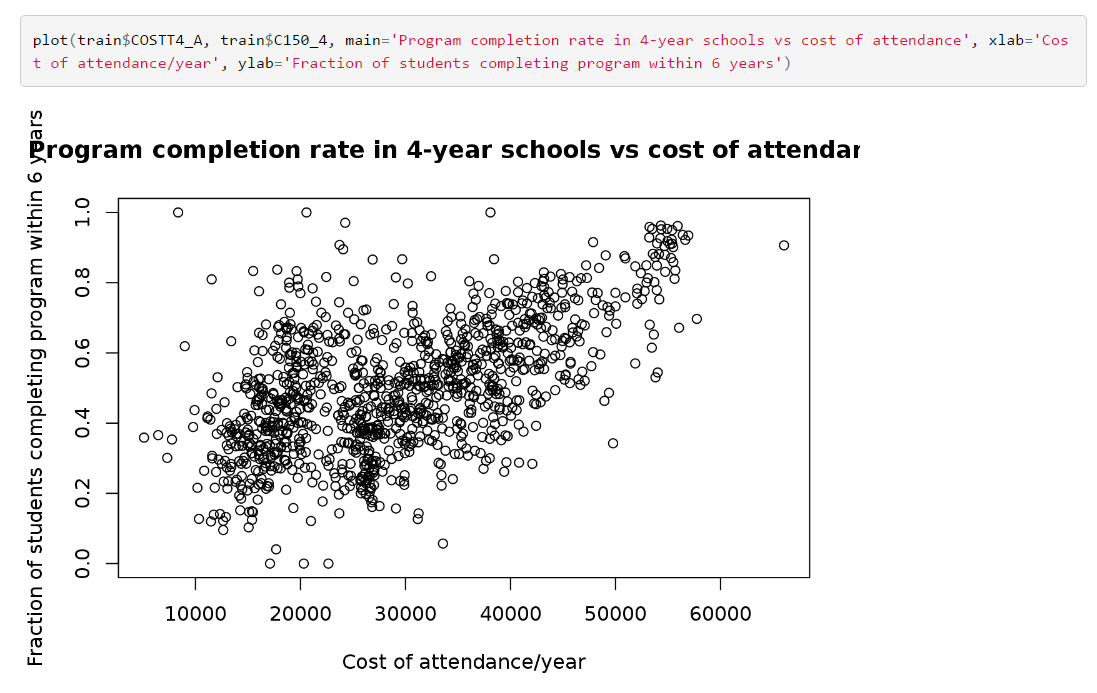 plot(train$COSTT4_A, train$C150_4, main='Program completion rate in 4-year schools vs cost of attendance', xlab='Cos
t of attendance/year', ylab='Fraction of students completing program within 6 years')
Program completion rate in 4-year schools vs cost of attendan
Fraction of students completing program within 6 years
1.0
0.8
0.6
0.4
0.2
0.0
10000 20000 30000 40000 50000 60000
Cost of attendance/year